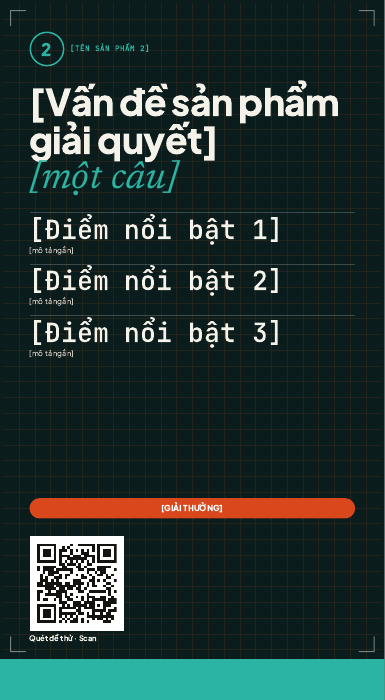 2
[TÊN SẢN PHẨM 2]
[Vấn đề sản phẩm
giải quyết]
[một câu]
[Điểm nổi bật 1]
[mô tả ngắn]
[Điểm nổi bật 2]
[mô tả ngắn]
[Điểm nổi bật 3]
[mô tả ngắn]
[GIẢI THƯỞNG]
Quét để thử · Scan